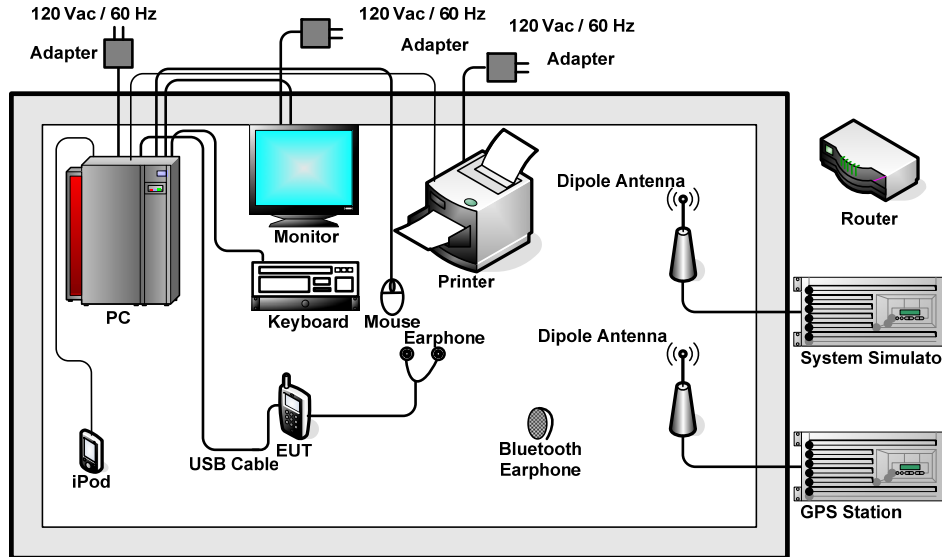 120 Vac / 60 Hz
Adapter
120 Vac / 60 Hz
Adapter
120 Vac / 60 Hz
Adapter
PC
Monitor
Keyboard
Mouse
Printer
Earphone
Dipole Antenna
Router
System Simulato
Dipole Antenna
iPod
USB Cable
EUT
Bluetooth
Earphone
GPS Station